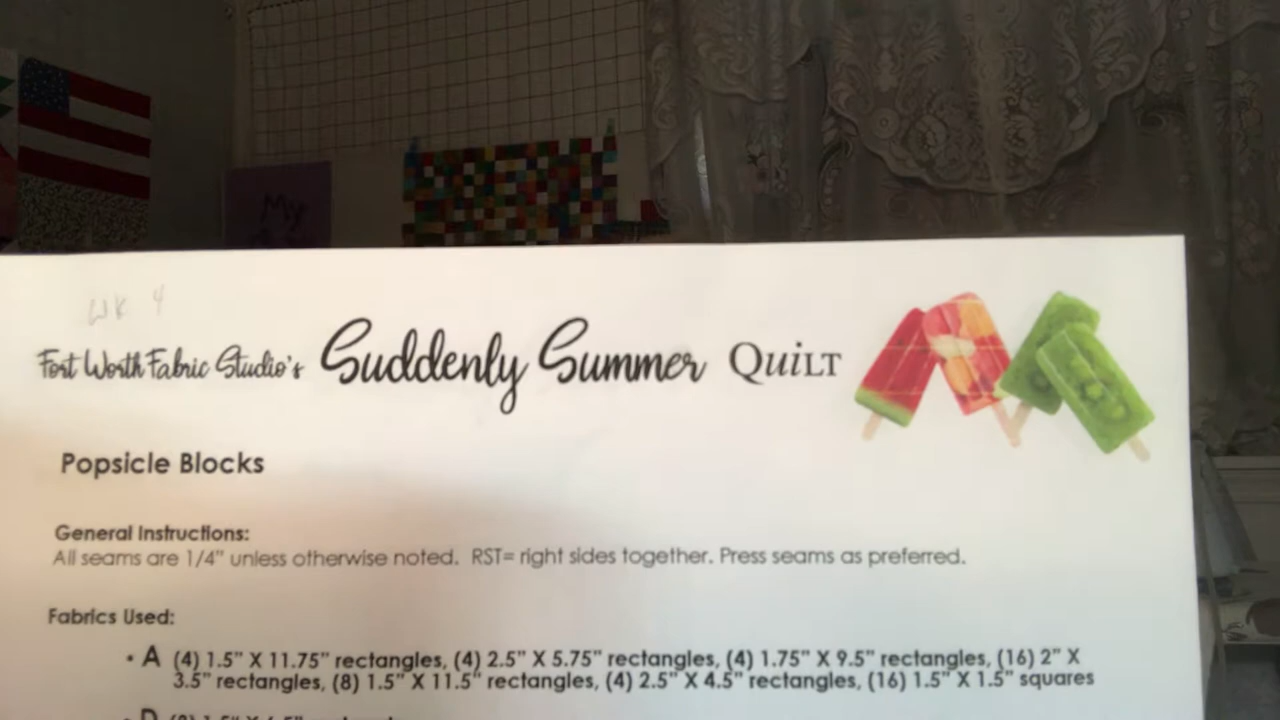 My
WK 4
Fort Worth Fabric Studio's Suddenly Summer QuiLT
Popsicle Blocks
General Instructions:
All seams are 1/4" unless otherwise noted. RST= right sides together. Press seams as preferred.
Fabrics Used:
• A (4) 1.5" X 11.75" rectangles, (4) 2.5" X 5.75" rectangles, (4) 1.75" X 9.5" rectangles, (16) 2" X
3.5" rectangles, (8) 1.5" X 11.5" rectangles, (4) 2.5" X 4.5" rectangles, (16) 1.5" X 1.5" squares